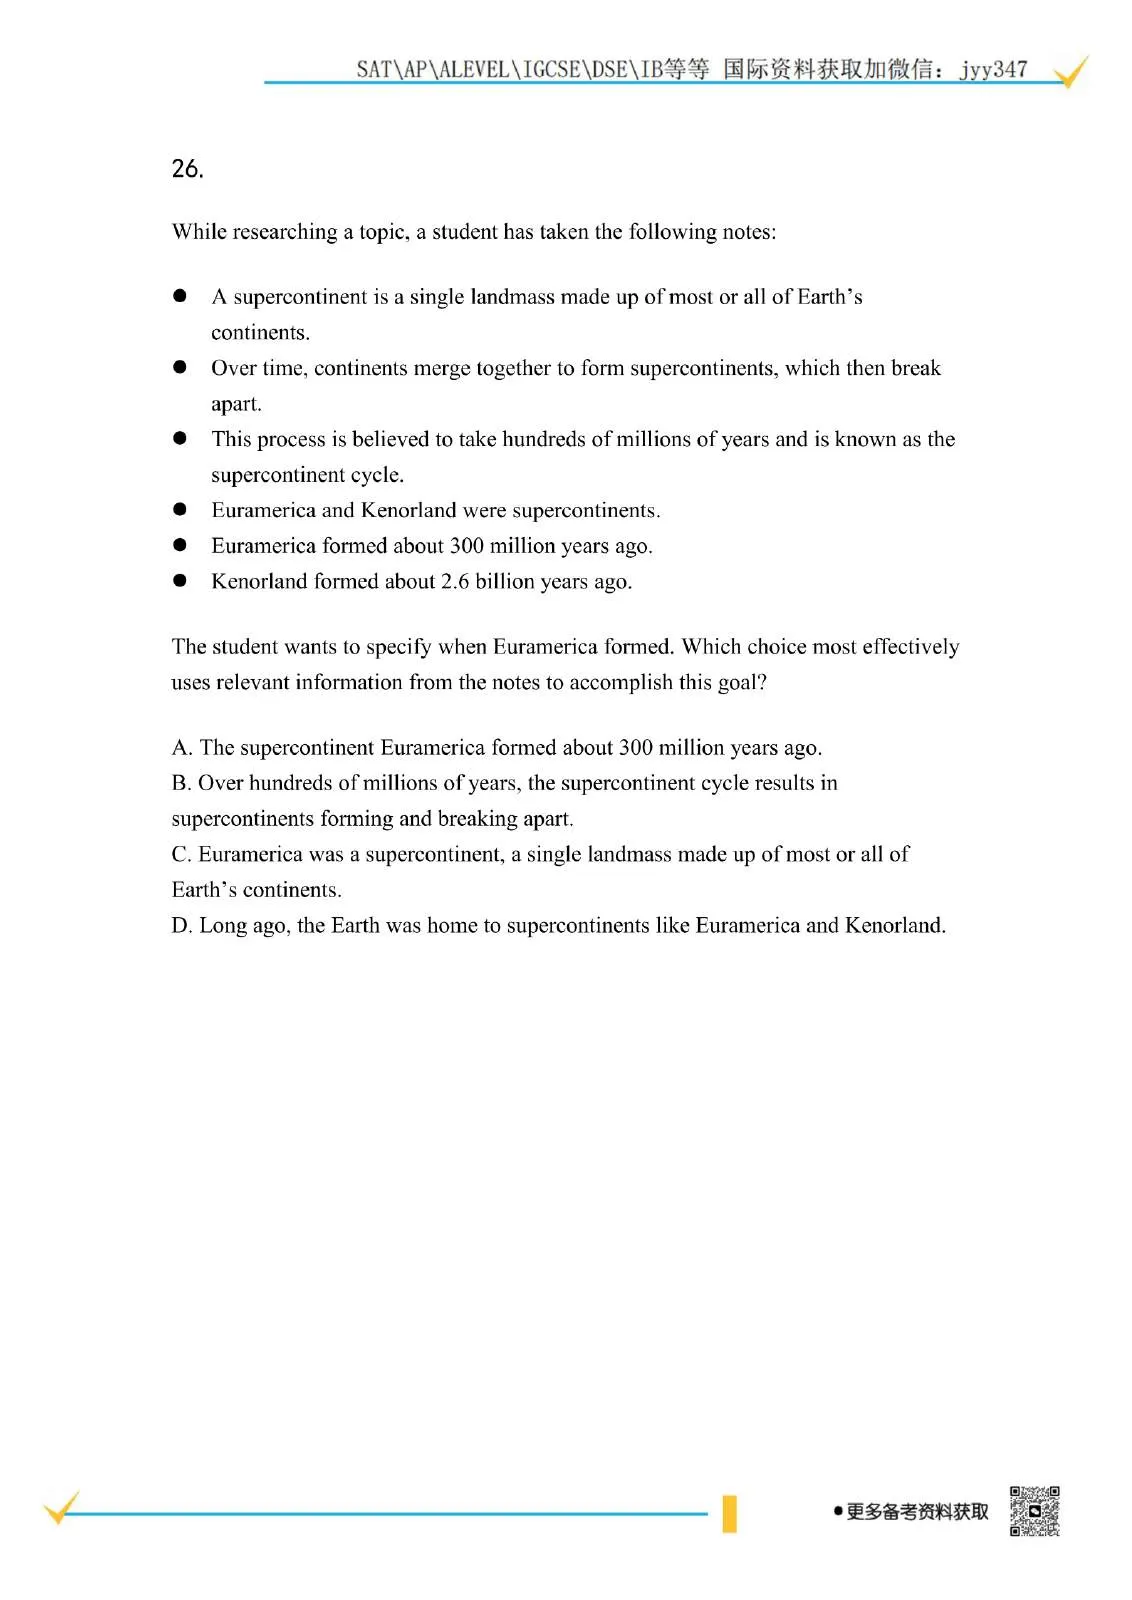 SAT\AP\ALEVEL\IGCSE\DSE\IB等等 国际资料获取加微信：jyy347
26.
While researching a topic, a student has taken the following notes:
● A supercontinent is a single landmass made up of most or all of Earth’s
continents.
● Over time, continents merge together to form supercontinents, which then break
apart.
● This process is believed to take hundreds of millions of years and is known as the
supercontinent cycle.
● Euramerica and Kenorland were supercontinents.
● Euramerica formed about 300 million years ago.
● Kenorland formed about 2.6 billion years ago.
The student wants to specify when Euramerica formed. Which choice most effectively
uses relevant information from the notes to accomplish this goal?
A. The supercontinent Euramerica formed about 300 million years ago.
B. Over hundreds of millions of years, the supercontinent cycle results in
supercontinents forming and breaking apart.
C. Euramerica was a supercontinent, a single landmass made up of most or all of
Earth’s continents.
D. Long ago, the Earth was home to supercontinents like Euramerica and Kenorland.
●更多备考资料获取